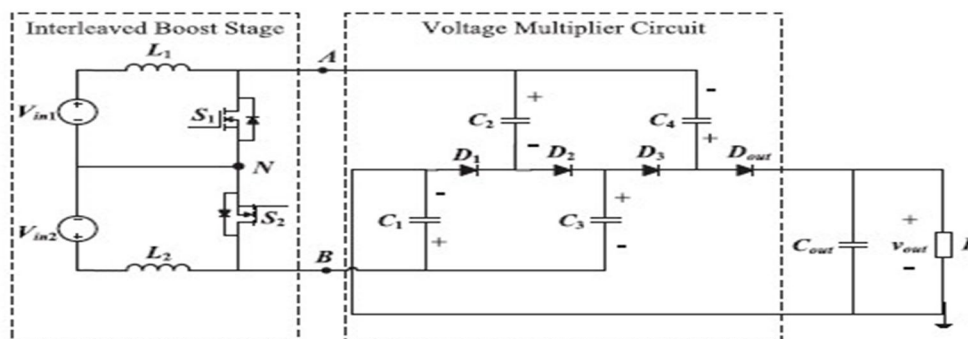 Interleaved Boost Stage
Voltage Multiplier Circuit
L1
A
Vin1
+
-
S1
C2
+
-
C4
-
+
N
D1
D2
D3
Dout
S2
C1
-
+
C3
+
-
Vin2
-
+
L2
B
Cout
vout
+
-